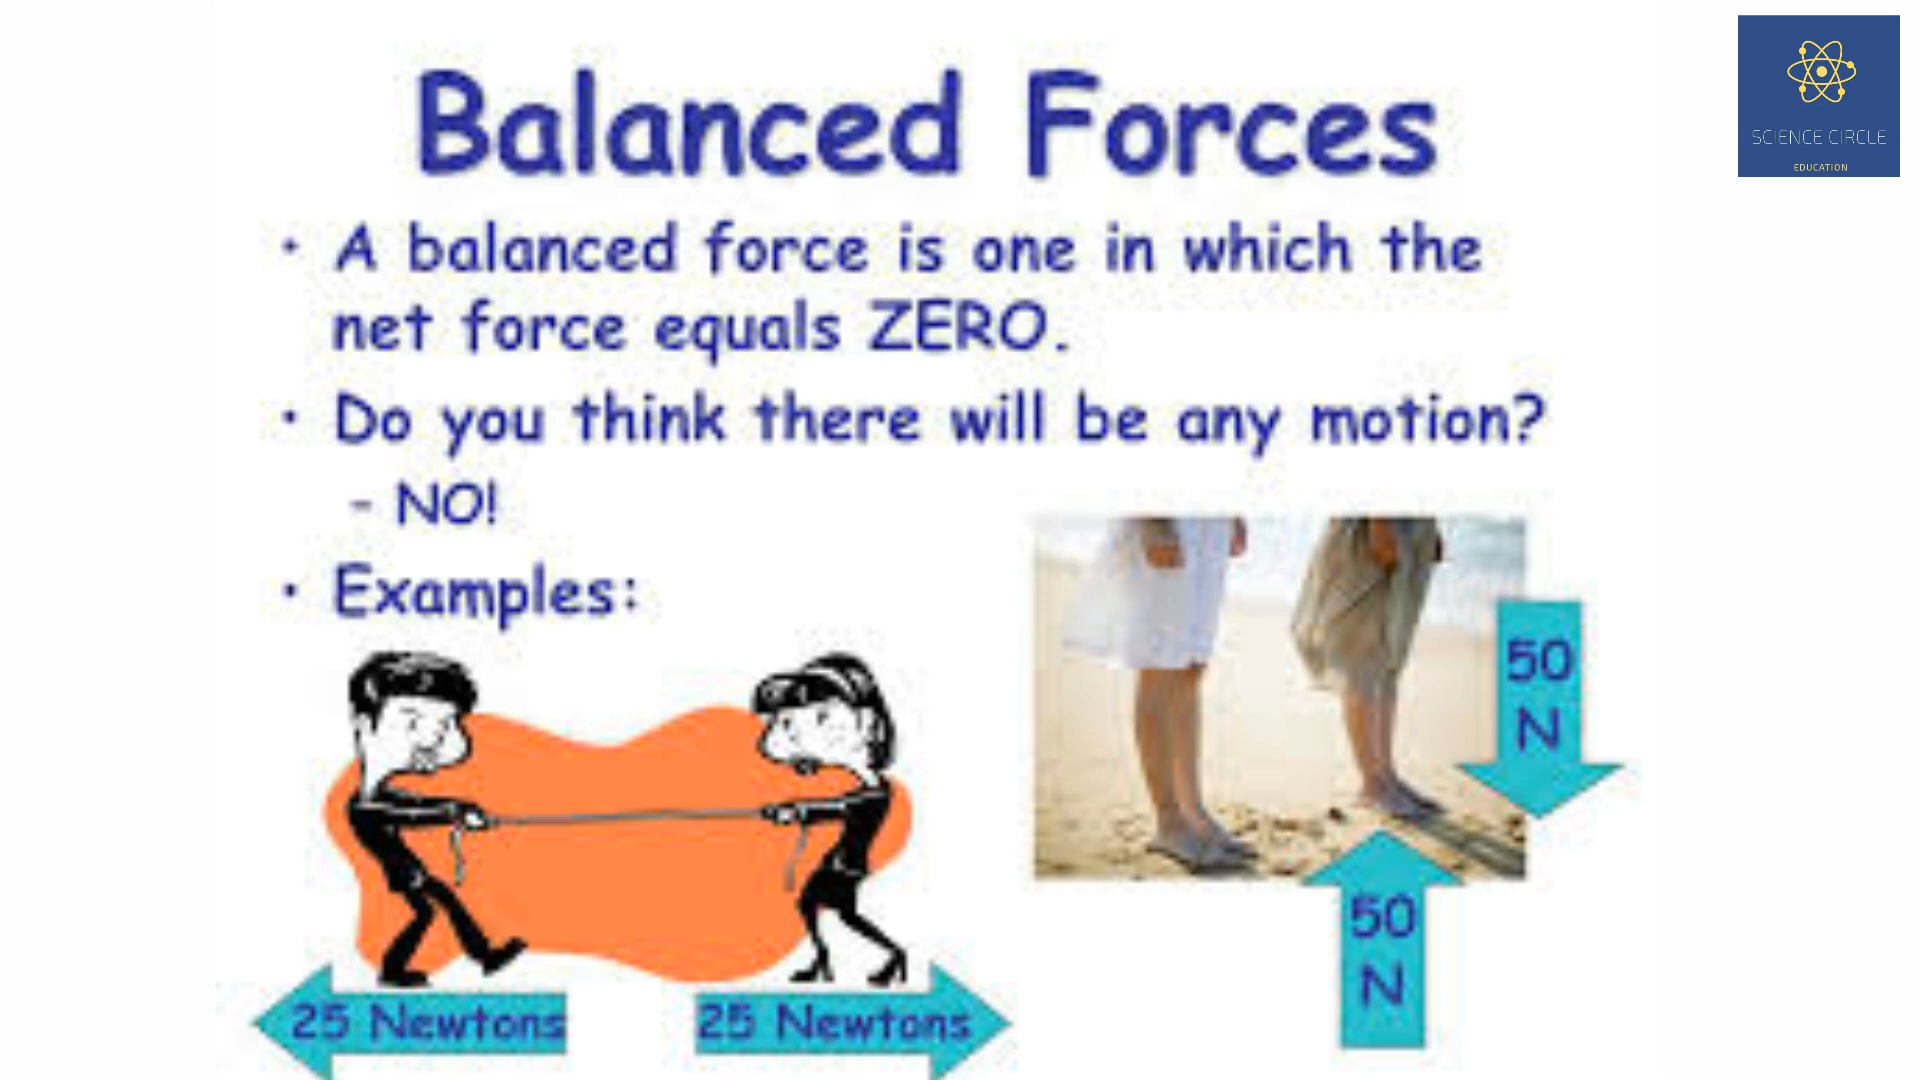 SCIENCE CIRCLE
EDUCATION
Balanced Forces
• A balanced force is one in which the
net force equals ZERO.
• Do you think there will be any motion?
- NO!
• Examples:
50
N
50
N
25 Newtons
25 Newtons